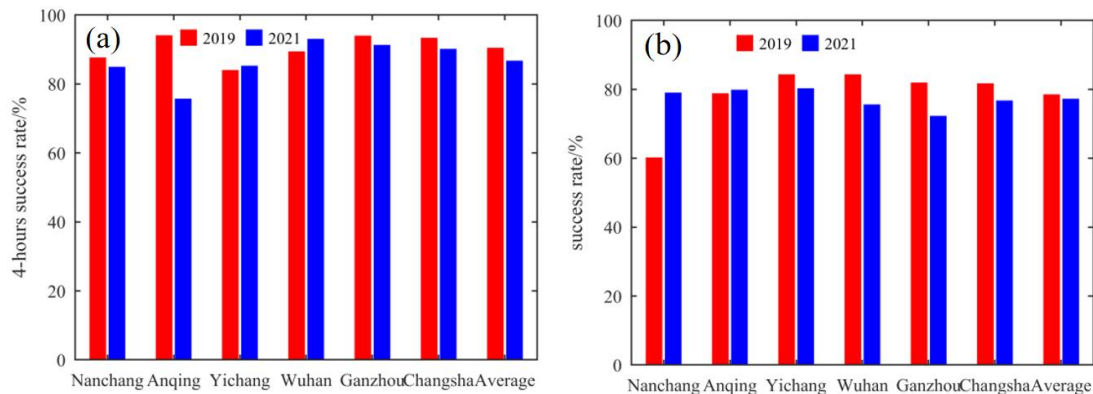 (a)
2019 2021
100
80
60
40
20
0
4-hours success rate/%
Nanchang Anqing Yichang Wuhan Ganzhou Changsha Average
(b)
2019 2021
100
80
60
40
20
0
success rate/%
Nanchang Anqing Yichang Wuhan Ganzhou Changsha Average